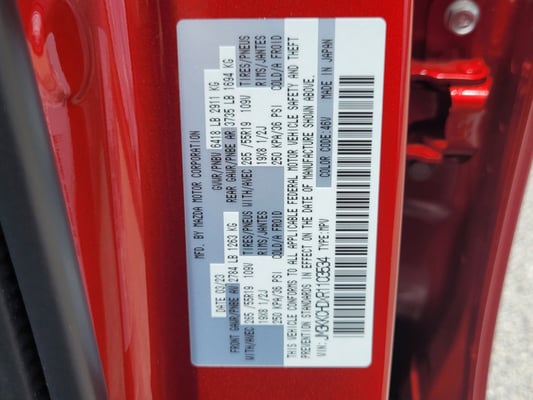 MFD. BY MAZDA MOTOR CORPORATION
DATE 03/23 GVWR/PNBV 6418 LB 2911 KG
FRONT GAWR/PNBE AV 2784 LB 1263 KG REAR GAWR/PNBE AR 3735 LB 1694 KG
WITH/AVEC 265 /55R19 109V TIRES/PNEUS WITH/AVEC 265 /55R19 109V TIRES/PNEUS
19X8 1/2J RIMS/JANTES 19X8 1/2J RIMS/JANTES
250 KPA/36 PSI COLD/A FROID 250 KPA/36 PSI COLD/A FROID
THIS VEHICLE CONFORMS TO ALL APPLICABLE FEDERAL MOTOR VEHICLE SAFETY AND THEFT
PREVENTION STANDARDS IN EFFECT ON THE DATE OF MANUFACTURE SHOWN ABOVE.
VIN: TYPE:MPV COLOR CODE:46V MADE IN JAPAN